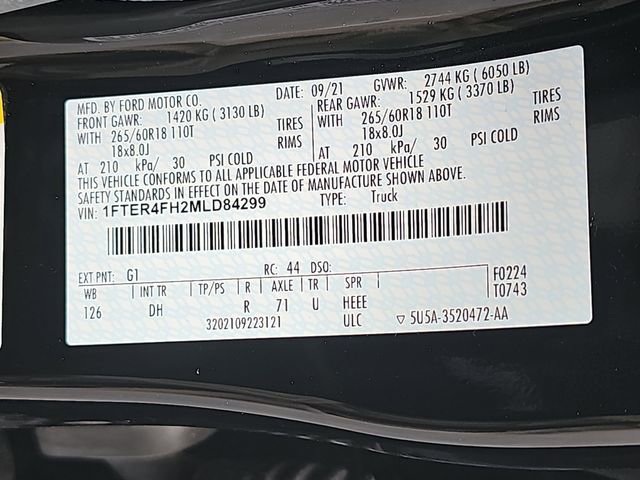 MFD. BY FORD MOTOR CO.
DATE: 09/21 GVWR: 2744 KG ( 6050 LB)
FRONT GAWR: 1420 KG ( 3130 LB) REAR GAWR: 1529 KG ( 3370 LB)
WITH 265/60R18 110T TIRES WITH 265/60R18 110T TIRES
18x8.0J RIMS 18x8.0J RIMS
AT 210 kPa/ 30 PSI COLD AT 210 kPa/ 30 PSI COLD
THIS VEHICLE CONFORMS TO ALL APPLICABLE FEDERAL MOTOR VEHICLE
SAFETY STANDARDS IN EFFECT ON THE DATE OF MANUFACTURE SHOWN ABOVE.
VIN: 1FTER4FH2MLD84299 TYPE: Truck
EXT PNT: G1 RC: 44 DSO: F0224
WB INT TR TP/PS R AXLE TR SPR T0743
126 DH R 71 U HEEE
3202109223121 ULC ▽ 5U5A-3520472-AA